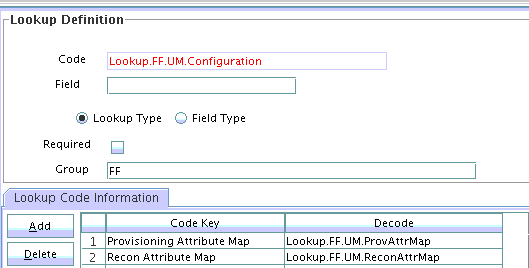 Lookup Definition
Code Lookup.FF.UM.Configuration
Field
Lookup Type Field Type
Required
Group FF
Lookup Code Information
Add
Delete
Code Key Decode
1 Provisioning Attribute Map Lookup.FF.UM.ProvAttrMap
2 Recon Attribute Map Lookup.FF.UM.ReconAttrMap